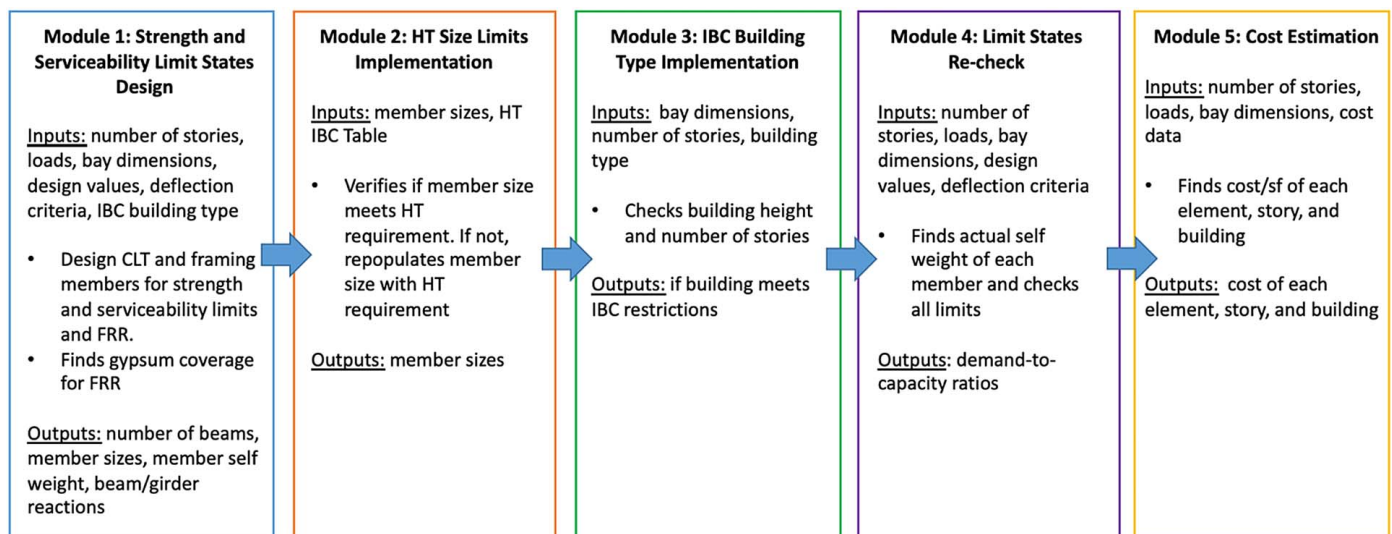 Module 1: Strength and
Serviceability Limit States
Design
Inputs: number of stories,
loads, bay dimensions,
design values, deflection
criteria, IBC building type
• Design CLT and framing
members for strength
and serviceability limits
and FRR.
• Finds gypsum coverage
for FRR
Outputs: number of beams,
member sizes, member self
weight, beam/girder
reactions
Module 2: HT Size Limits
Implementation
Inputs: member sizes, HT
IBC Table
• Verifies if member size
meets HT
requirement. If not,
repopulates member
size with HT
requirement
Outputs: member sizes
Module 3: IBC Building
Type Implementation
Inputs: bay dimensions,
number of stories, building
type
• Checks building height
and number of stories
Outputs: if building meets
IBC restrictions
Module 4: Limit States
Re-check
Inputs: number of
stories, loads, bay
dimensions, design
values, deflection criteria
• Finds actual self
weight of each
member and checks
all limits
Outputs: demand-to-
capacity ratios
Module 5: Cost Estimation
Inputs: number of stories,
loads, bay dimensions, cost
data
• Finds cost/sf of each
element, story, and
building
Outputs: cost of each
element, story, and building